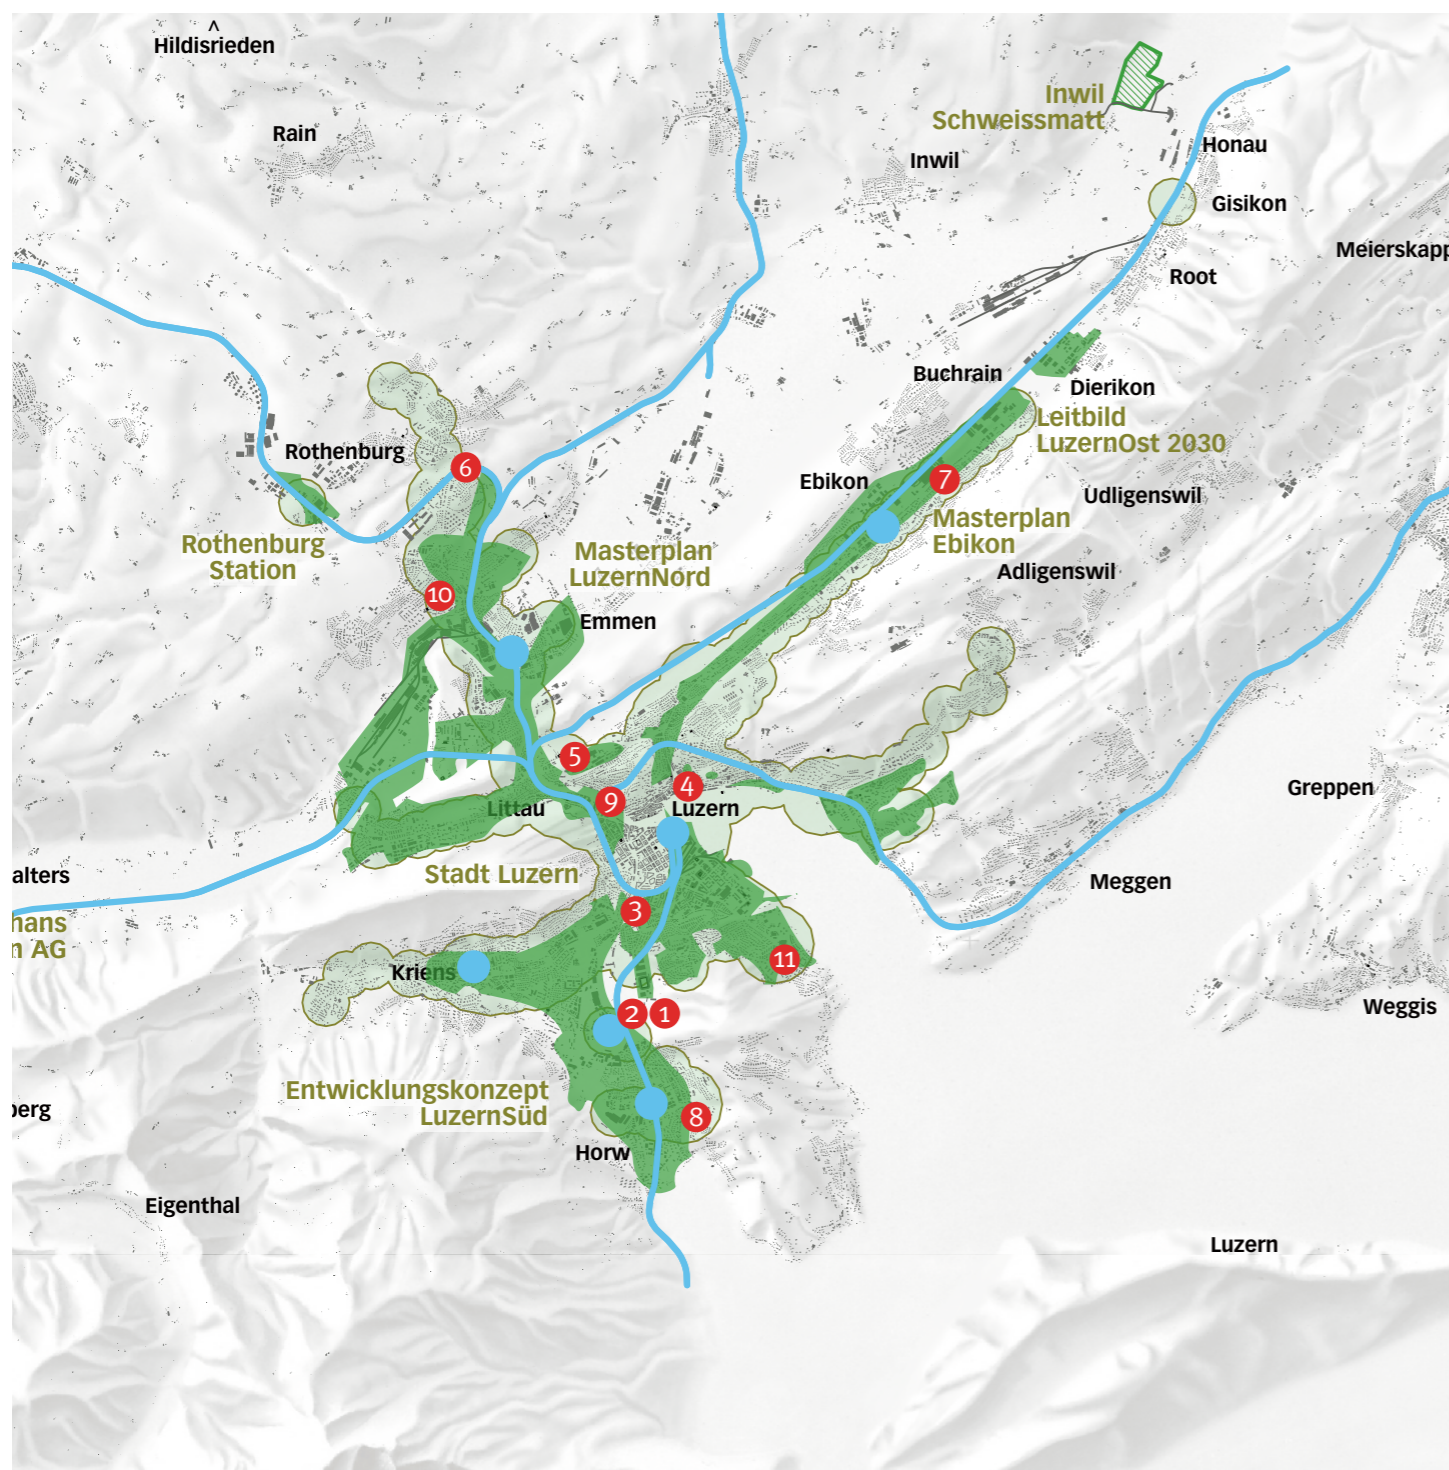 ^
Hildisrieden
Rain
Inwil
Schweissmatt
Inwil
Honau
Gisikon
Meierskapp
Root
Buchrain
Dierikon
Leitbild
LuzernOst 2030
Rothenburg
6
Ebikon
7
Udligenswil
Masterplan
Ebikon
Rothenburg
Station
Masterplan
LuzernNord
Adligenswil
10
Emmen
5
4
9
Littau
Luzern
Greppen
Stadt Luzern
alters
Meggen
hans
n AG
3
Kriens
11
2
1
Weggis
Entwicklungskonzept
LuzernSüd
8
berg
Horw
Eigenthal
Luzern